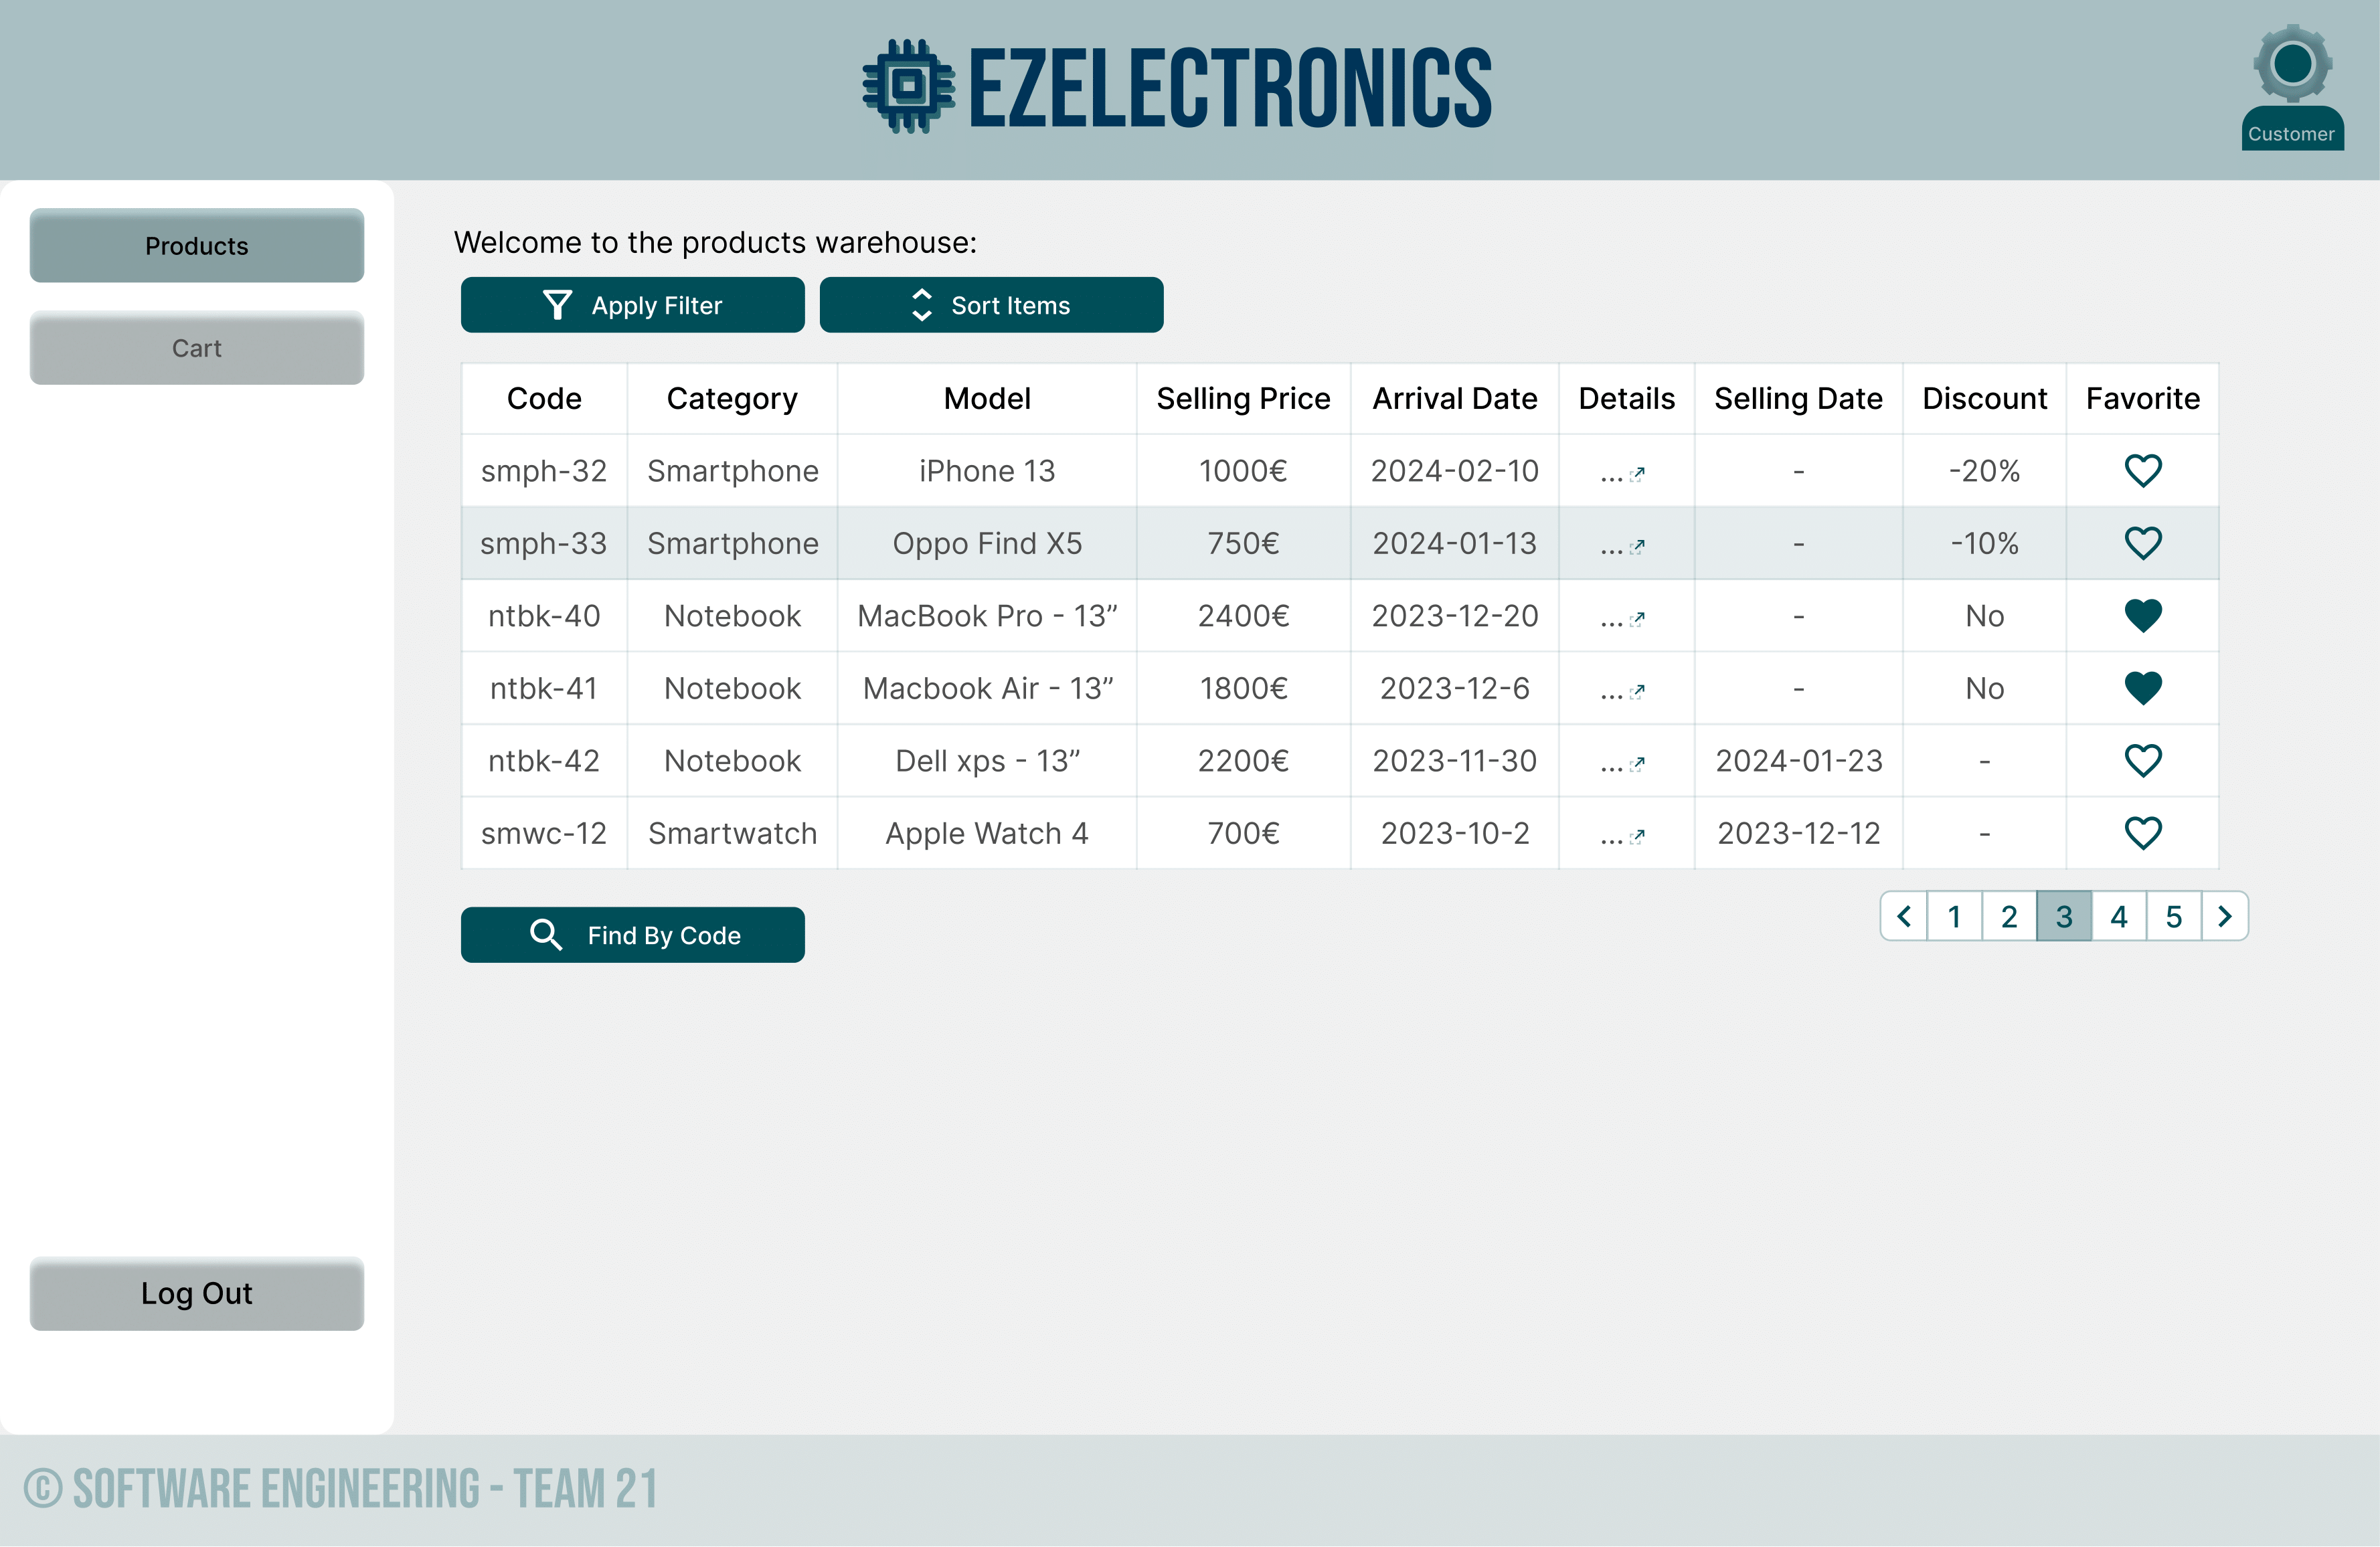 EZELECTRONICS
Customer
Products
Cart
Welcome to the products warehouse:
Apply Filter Sort Items
Code Category Model Selling Price Arrival Date Details Selling Date Discount Favorite
smph-32 Smartphone iPhone 13 1000€ 2024-02-10 ... - -20%
smph-33 Smartphone Oppo Find X5 750€ 2024-01-13 ... - -10%
ntbk-40 Notebook MacBook Pro - 13” 2400€ 2023-12-20 ... - No
ntbk-41 Notebook Macbook Air - 13” 1800€ 2023-12-6 ... - No
ntbk-42 Notebook Dell xps - 13” 2200€ 2023-11-30 ... 2024-01-23 -
smwc-12 Smartwatch Apple Watch 4 700€ 2023-10-2 ... 2023-12-12 -
Find By Code
1 2 3 4 5
Log Out
© SOFTWARE ENGINEERING - TEAM 21